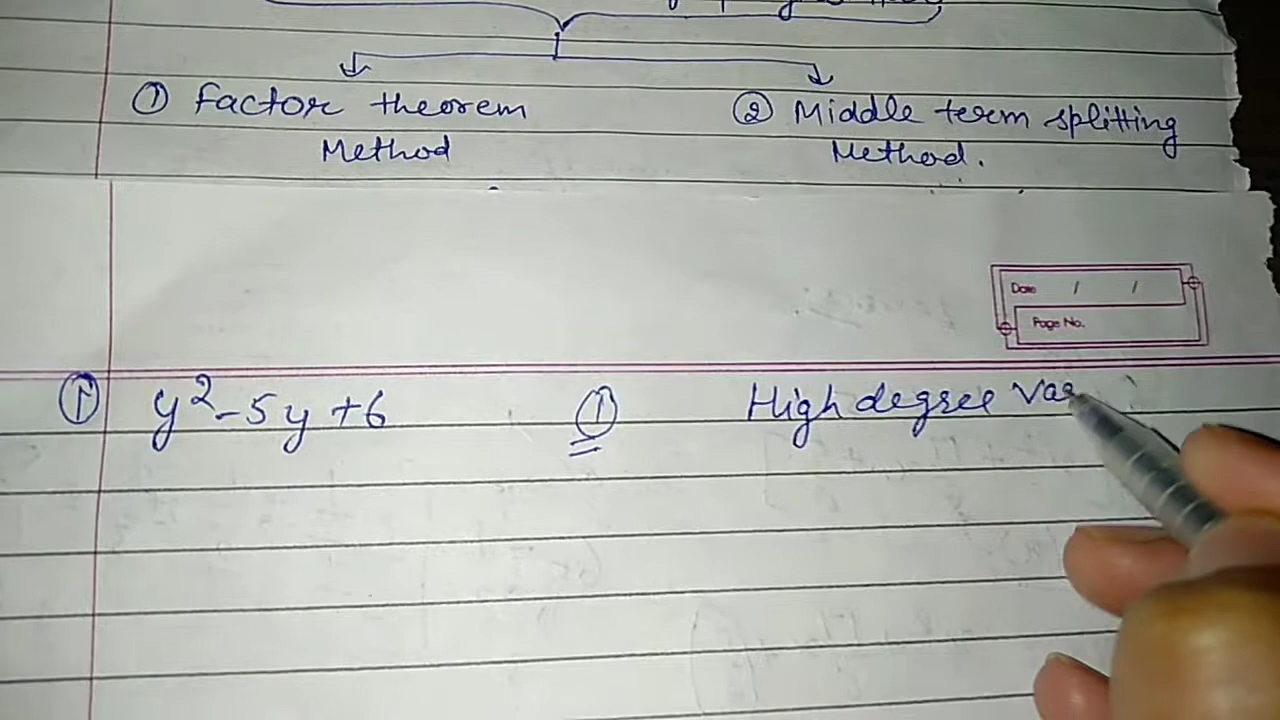 ① Factor theorem
Method
② Middle term splitting
Method.
Date / /
Page No.
① y²-5y+6 ① High degree Var